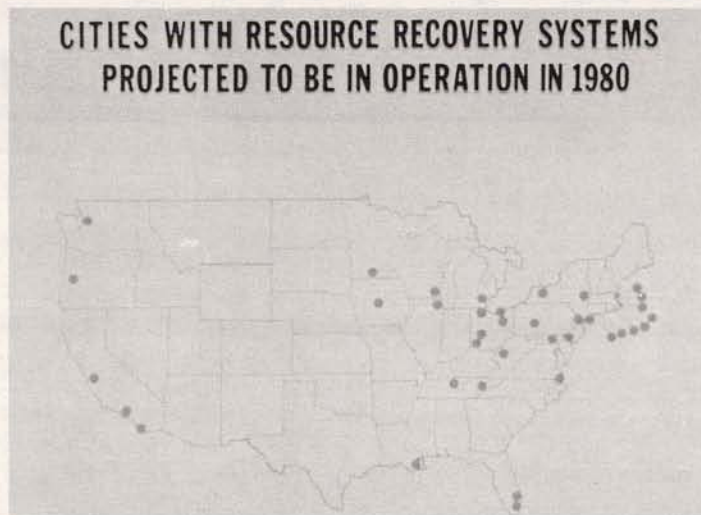 CITIES WITH RESOURCE RECOVERY SYSTEMS
PROJECTED TO BE IN OPERATION IN 1980